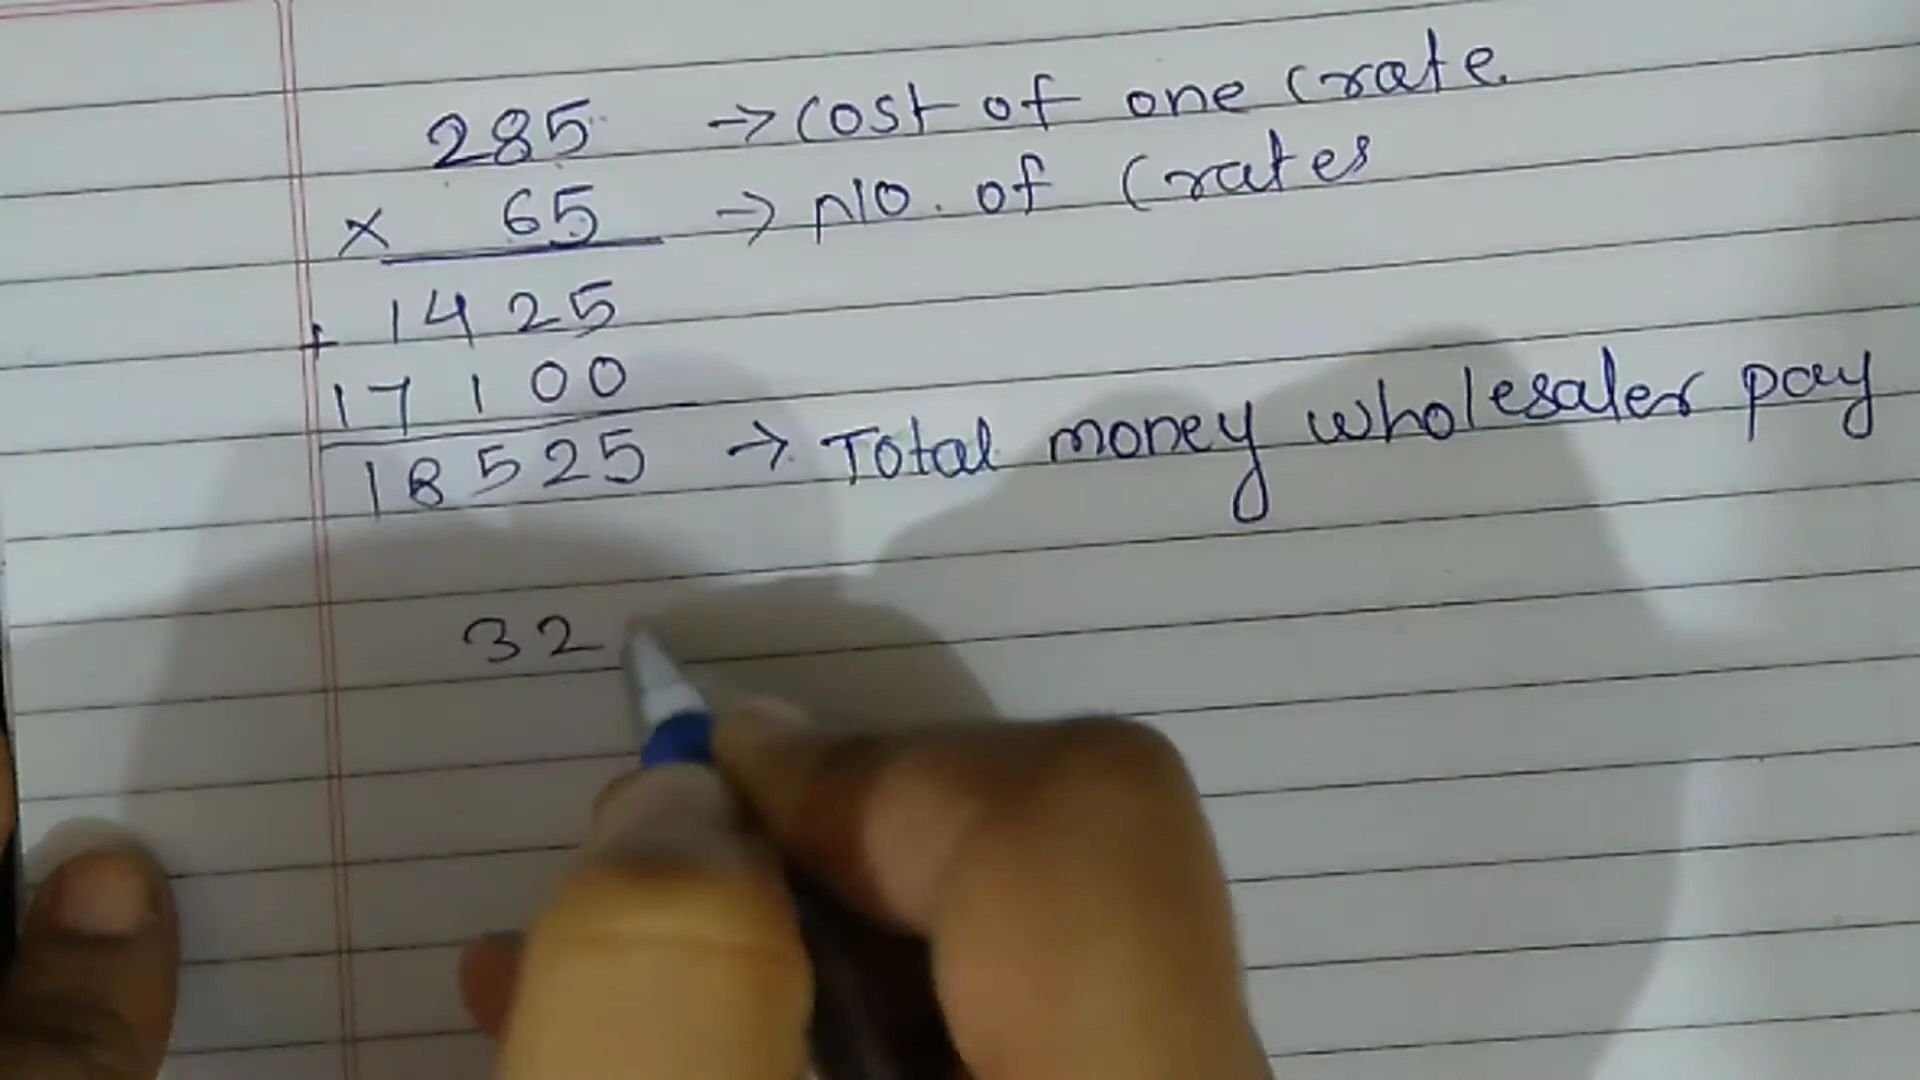 285 → cost of one crate
× 65 → No. of crates
+ 1425
17100
18525 → Total money wholesaler pay
32